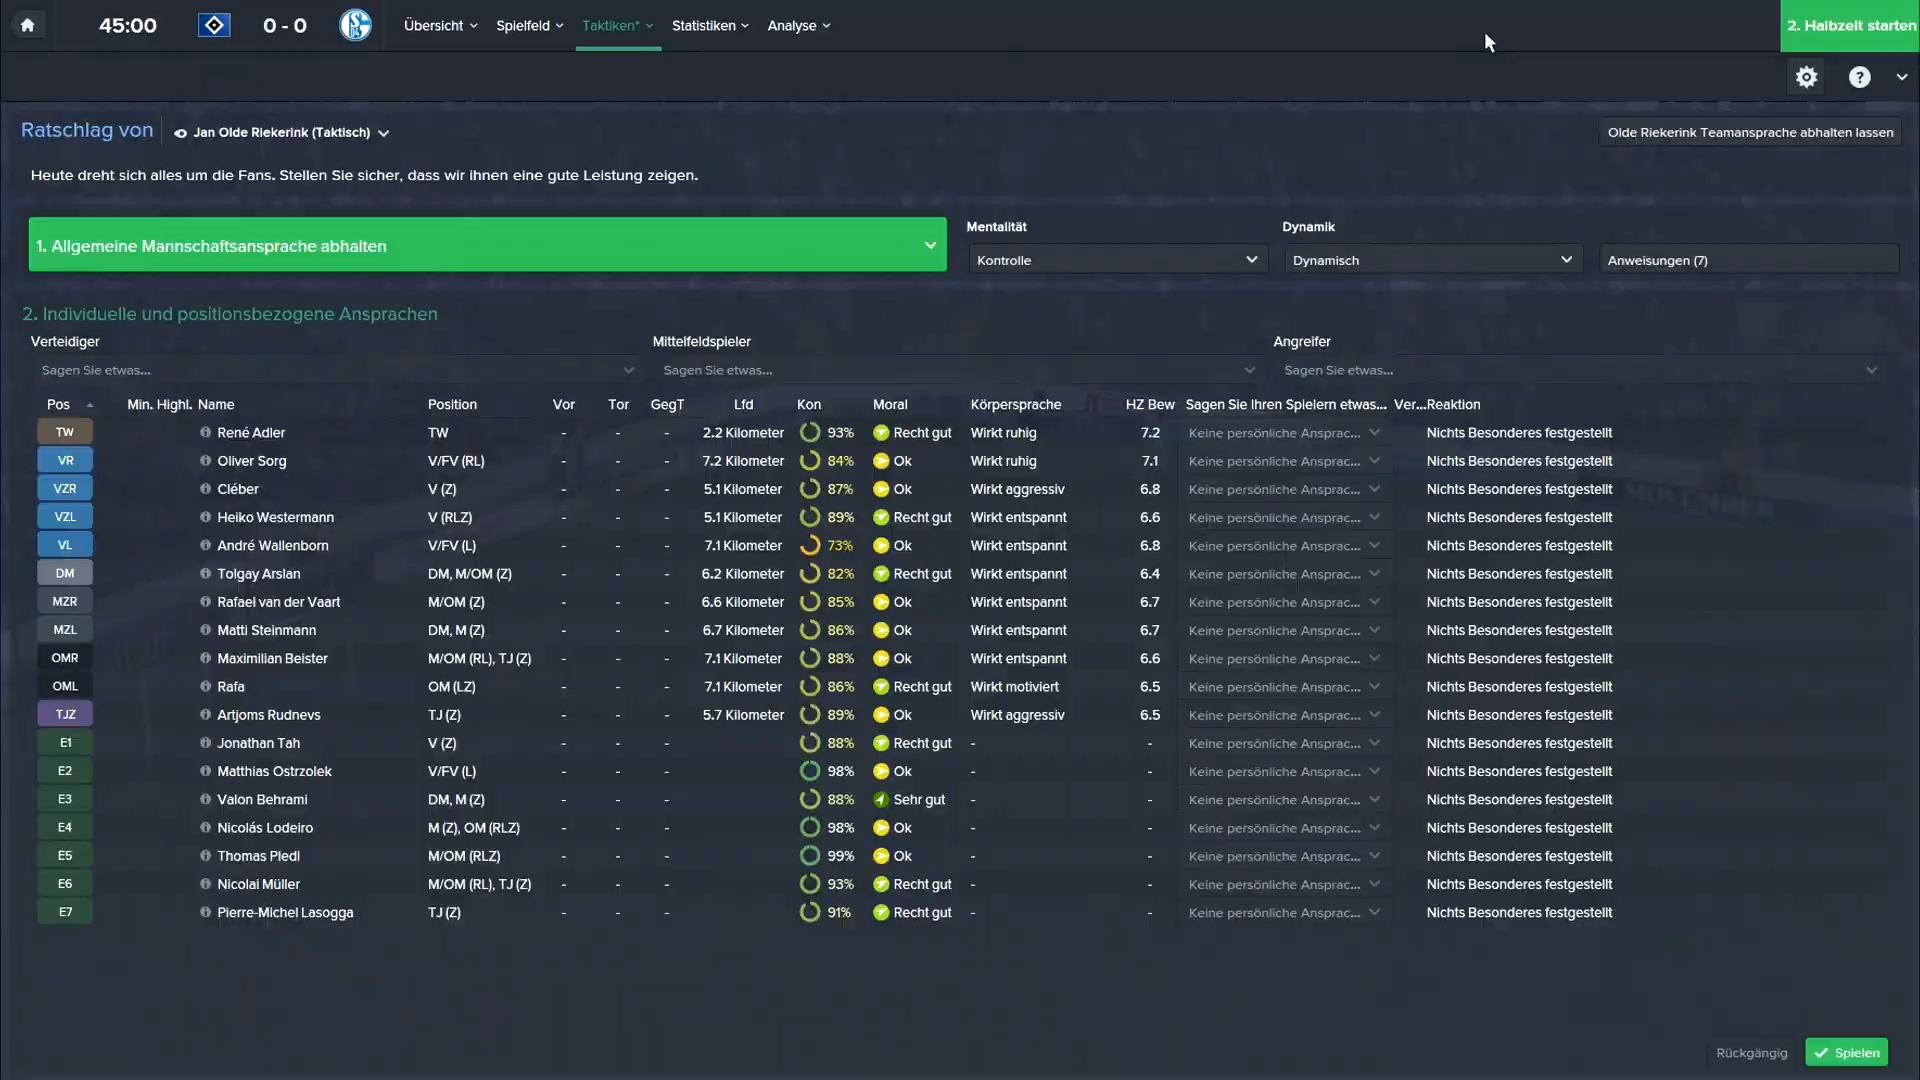 45:00 0 - 0 Übersicht Spielfeld Taktiken* Statistiken Analyse 2. Halbzeit starten
?
Ratschlag von Jan Olde Riekerink (Taktisch) Olde Riekerink Teamansprache abhalten lassen
Heute dreht sich alles um die Fans. Stellen Sie sicher, dass wir ihnen eine gute Leistung zeigen.
Mentalität Dynamik
1. Allgemeine Mannschaftsansprache abhalten Kontrolle Dynamisch Anweisungen (7)
2. Individuelle und positionsbezogene Ansprachen
Verteidiger Mittelfeldspieler Angreifer
Sagen Sie etwas... Sagen Sie etwas... Sagen Sie etwas...
Pos Min. Highl. Name Position Vor Tor GegT Lfd Kon Moral Körpersprache HZ Bew Sagen Sie Ihren Spielern etwas... Ver... Reaktion
TW René Adler TW - - - 2.2 Kilometer 93% Recht gut Wirkt ruhig 7.2 Keine persönliche Ansprac... Nichts Besonderes festgestellt
VR Oliver Sorg V/FV (RL) - - - 7.2 Kilometer 84% Ok Wirkt ruhig 7.1 Keine persönliche Ansprac... Nichts Besonderes festgestellt
VZR Cléber V (Z) - - - 5.1 Kilometer 87% Ok Wirkt aggressiv 6.8 Keine persönliche Ansprac... Nichts Besonderes festgestellt
VZL Heiko Westermann V (RLZ) - - - 5.1 Kilometer 89% Recht gut Wirkt entspannt 6.6 Keine persönliche Ansprac... Nichts Besonderes festgestellt
VL André Wallenborn V/FV (L) - - - 7.1 Kilometer 73% Ok Wirkt entspannt 6.8 Keine persönliche Ansprac... Nichts Besonderes festgestellt
DM Tolgay Arslan DM, M/OM (Z) - - - 6.2 Kilometer 82% Recht gut Wirkt entspannt 6.4 Keine persönliche Ansprac... Nichts Besonderes festgestellt
MZR Rafael van der Vaart M/OM (Z) - - - 6.6 Kilometer 85% Ok Wirkt entspannt 6.7 Keine persönliche Ansprac... Nichts Besonderes festgestellt
MZL Matti Steinmann DM, M (Z) - - - 6.7 Kilometer 86% Ok Wirkt entspannt 6.7 Keine persönliche Ansprac... Nichts Besonderes festgestellt
OMR Maximilian Beister M/OM (RL), TJ (Z) - - - 7.1 Kilometer 88% Ok Wirkt entspannt 6.6 Keine persönliche Ansprac... Nichts Besonderes festgestellt
OML Rafa OM (LZ) - - - 7.1 Kilometer 86% Recht gut Wirkt motiviert 6.5 Keine persönliche Ansprac... Nichts Besonderes festgestellt
TJZ Artjoms Rudnevs TJ (Z) - - - 5.7 Kilometer 89% Ok Wirkt aggressiv 6.5 Keine persönliche Ansprac... Nichts Besonderes festgestellt
E1 Jonathan Tah V (Z) - - - 88% Recht gut - - Keine persönliche Ansprac... Nichts Besonderes festgestellt
E2 Matthias Ostrzolek V/FV (L) - - - 98% Ok - - Keine persönliche Ansprac... Nichts Besonderes festgestellt
E3 Valon Behrami DM, M (Z) - - - 88% Sehr gut - - Keine persönliche Ansprac... Nichts Besonderes festgestellt
E4 Nicolás Lodeiro M (Z), OM (RLZ) - - - 98% Ok - - Keine persönliche Ansprac... Nichts Besonderes festgestellt
E5 Thomas Pledl M/OM (RLZ) - - - 99% Ok - - Keine persönliche Ansprac... Nichts Besonderes festgestellt
E6 Nicolai Müller M/OM (RL), TJ (Z) - - - 93% Recht gut - - Keine persönliche Ansprac... Nichts Besonderes festgestellt
E7 Pierre-Michel Lasogga TJ (Z) - - - 91% Recht gut - - Keine persönliche Ansprac... Nichts Besonderes festgestellt
Rückgängig Spielen